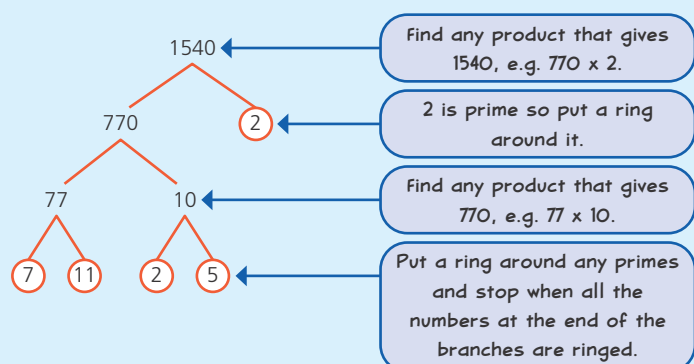 1540
Find any product that gives
1540, e.g. 770 x 2.
770
2
2 is prime so put a ring
around it.
77
10
Find any product that gives
770, e.g. 77 x 10.
7
11
2
5
Put a ring around any primes
and stop when all the
numbers at the end of the
branches are ringed.